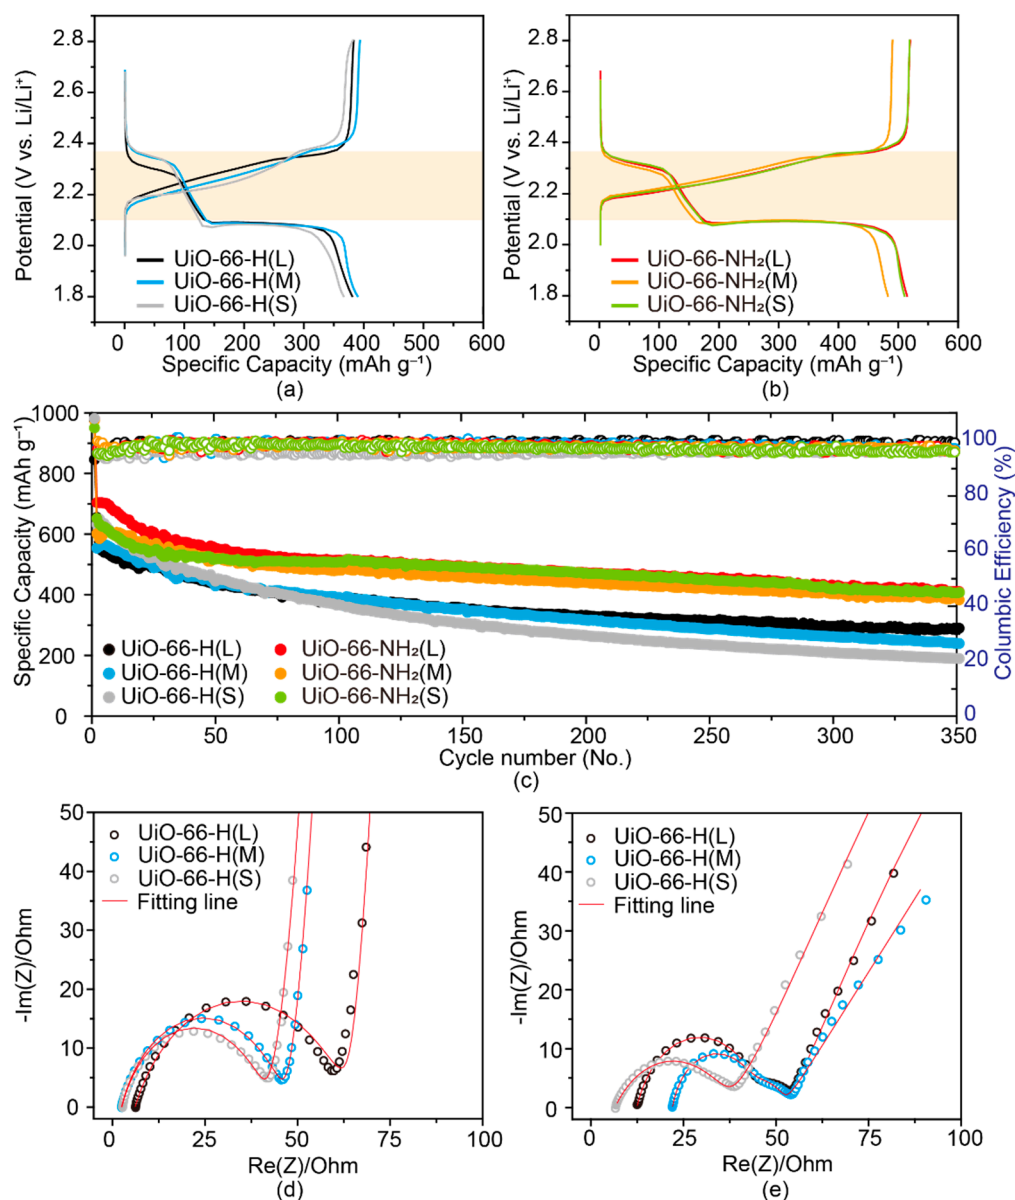 2.8
2.6
2.4
2.2
2.0
1.8
Potential (V vs. Li/Li⁺)
UiO-66-H(L)
UiO-66-H(M)
UiO-66-H(S)
0 100 200 300 400 500 600
Specific Capacity (mAh g⁻¹)
(a)
2.8
2.6
2.4
2.2
2.0
1.8
Potential (V vs. Li/Li⁺)
UiO-66-NH₂(L)
UiO-66-NH₂(M)
UiO-66-NH₂(S)
0 100 200 300 400 500 600
Specific Capacity (mAh g⁻¹)
(b)
1000
800
600
400
200
0
Specific Capacity (mAh g⁻¹)
UiO-66-H(L) UiO-66-NH₂(L)
UiO-66-H(M) UiO-66-NH₂(M)
UiO-66-H(S) UiO-66-NH₂(S)
100
80
60
40
20
0
Columbic Efficiency (%)
0 50 100 150 200 250 300 350
Cycle number (No.)
(c)
50
40
30
20
10
0
-Im(Z)/Ohm
UiO-66-H(L)
UiO-66-H(M)
UiO-66-H(S)
Fitting line
0 25 50 75 100
Re(Z)/Ohm
(d)
50
40
30
20
10
0
-Im(Z)/Ohm
UiO-66-H(L)
UiO-66-H(M)
UiO-66-H(S)
Fitting line
0 25 50 75 100
Re(Z)/Ohm
(e)